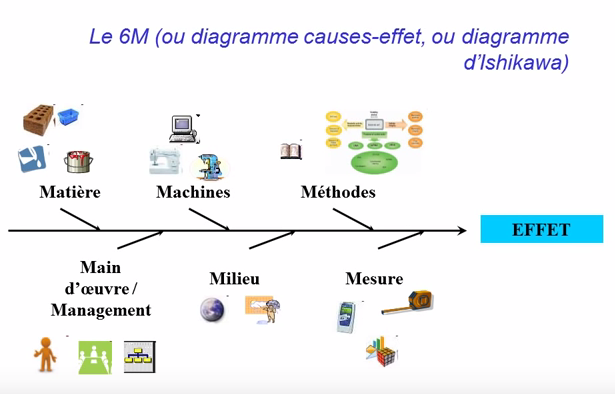 Le 6M (ou diagramme causes-effet, ou diagramme
d'Ishikawa)
Matière
Machines
Méthodes
EFFET
Main
d'œuvre /
Management
Milieu
Mesure